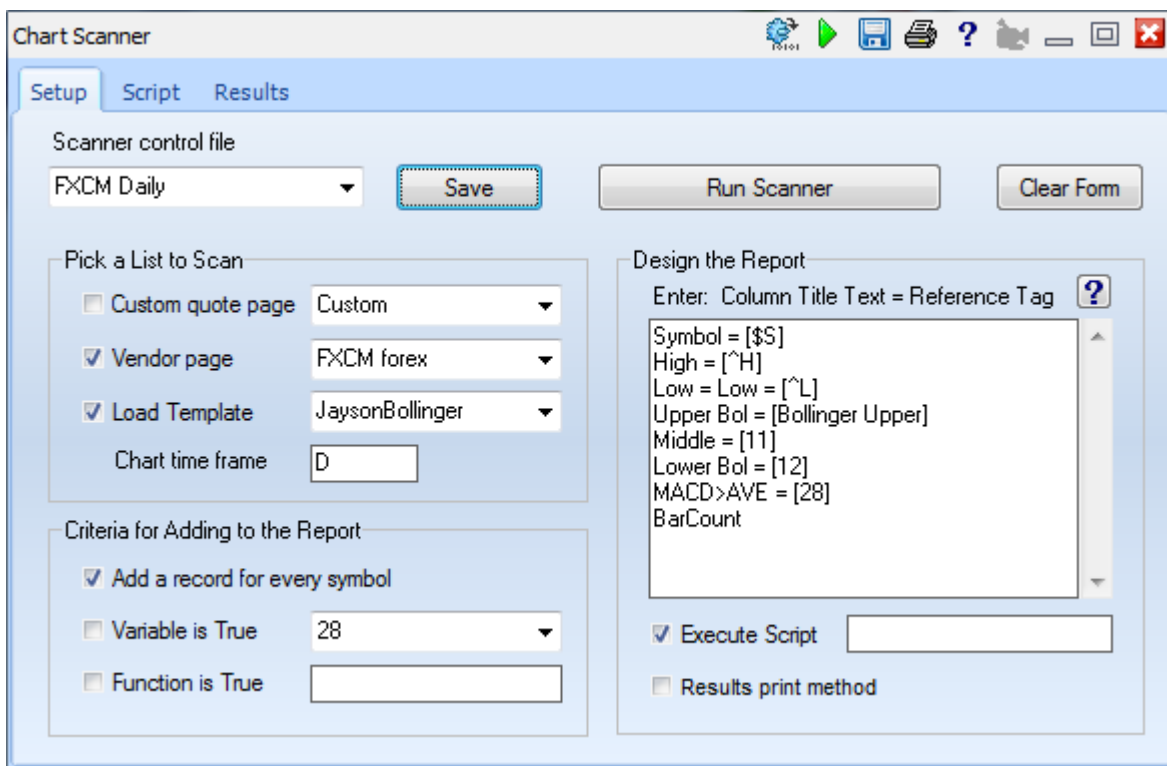 Chart Scanner
Setup Script Results
Scanner control file
FXCM Daily Save Run Scanner Clear Form
Pick a List to Scan
Custom quote page Custom
Vendor page FXCM forex
Load Template JaysonBollinger
Chart time frame D
Criteria for Adding to the Report
Add a record for every symbol
Variable is True 28
Function is True
Design the Report
Enter: Column Title Text = Reference Tag ?
Symbol = [$S]
High = [^H]
Low = Low = [^L]
Upper Bol = [Bollinger Upper]
Middle = [11]
Lower Bol = [12]
MACD>AVE = [28]
BarCount
Execute Script
Results print method